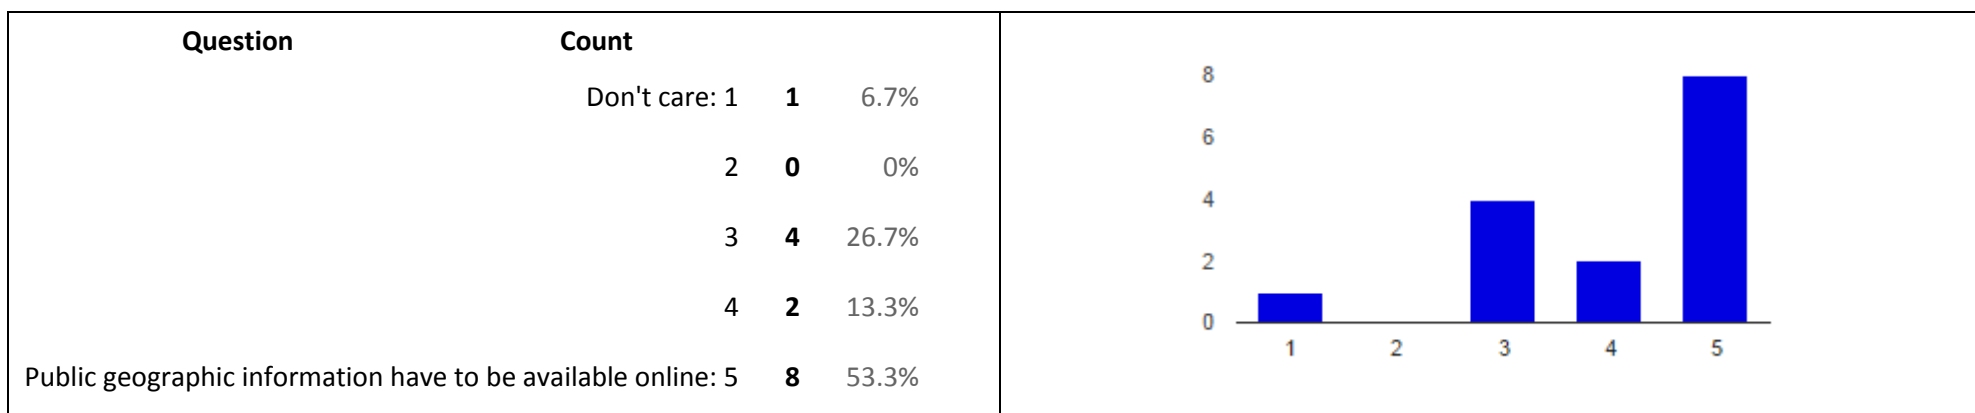 Question Count
Don't care: 1 1 6.7%
2 0 0%
3 4 26.7%
4 2 13.3%
Public geographic information have to be available online: 5 8 53.3%
8
6
4
2
0
1 2 3 4 5